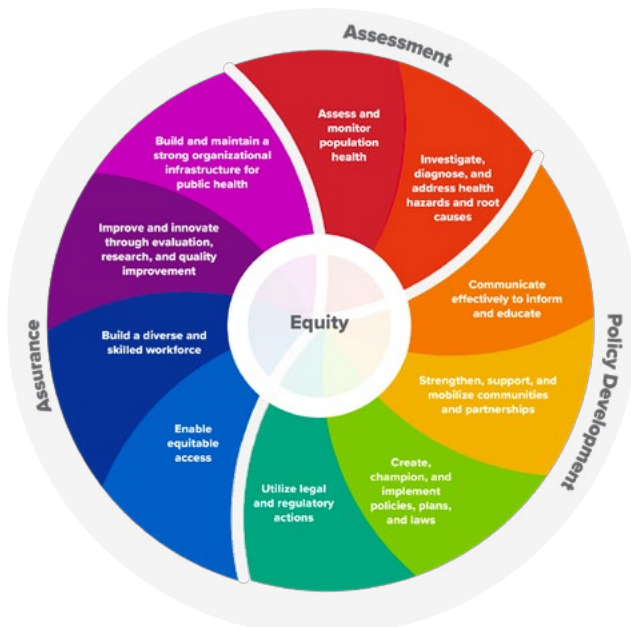 Assessment
Assess and
monitor
population
health
Investigate,
diagnose, and
address health
hazards and root
causes
Communicate
effectively to inform
and educate
Policy Development
Strengthen, support, and
mobilize communities
and partnerships
Create,
champion, and
implement
policies, plans,
and laws
Utilize legal
and regulatory
actions
Enable
equitable
access
Assurance
Build a diverse and
skilled workforce
Improve and innovate
through evaluation,
research, and quality
improvement
Build and maintain a
strong organizational
infrastructure for
public health
Equity